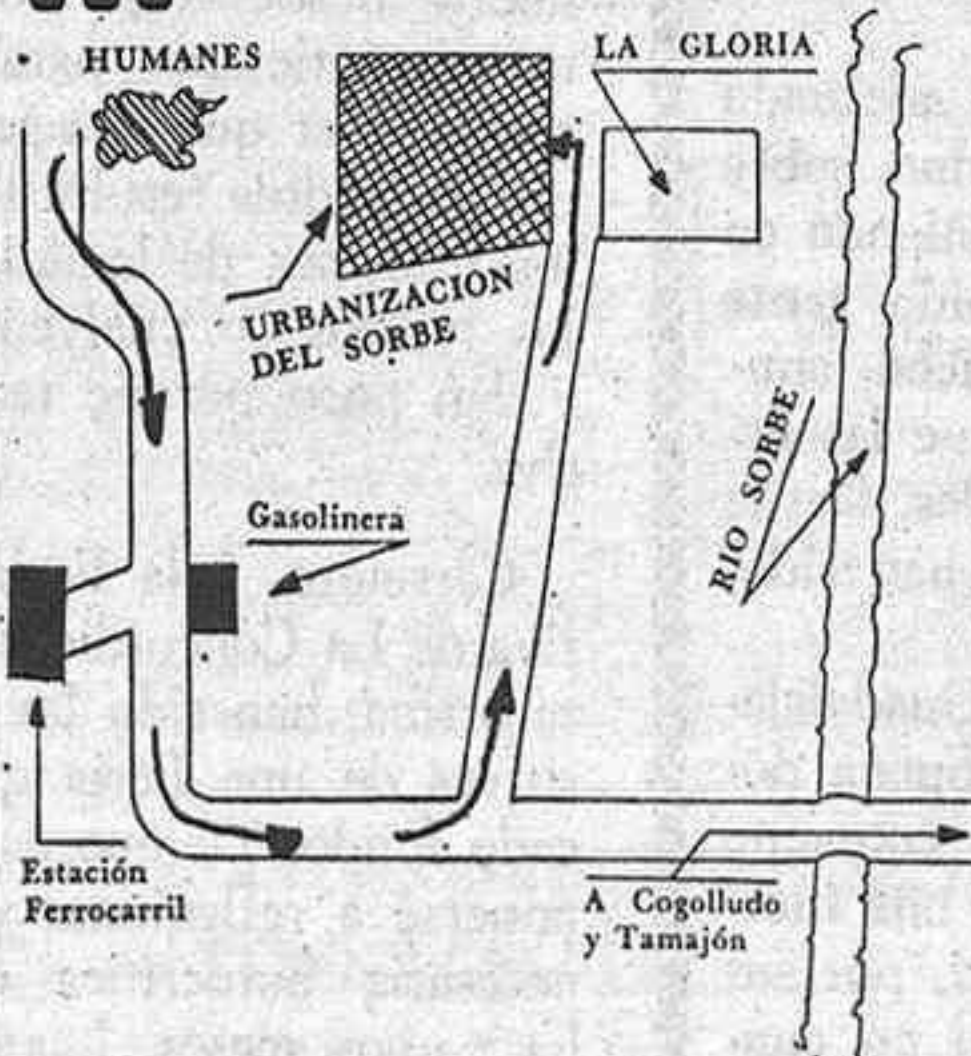 HUMANES
LA GLORIA
URBANIZACION
DEL SORBE
RIO SORBE
Gasolinera
Estación
Ferrocarril
A Cogolludo
y Tamajón